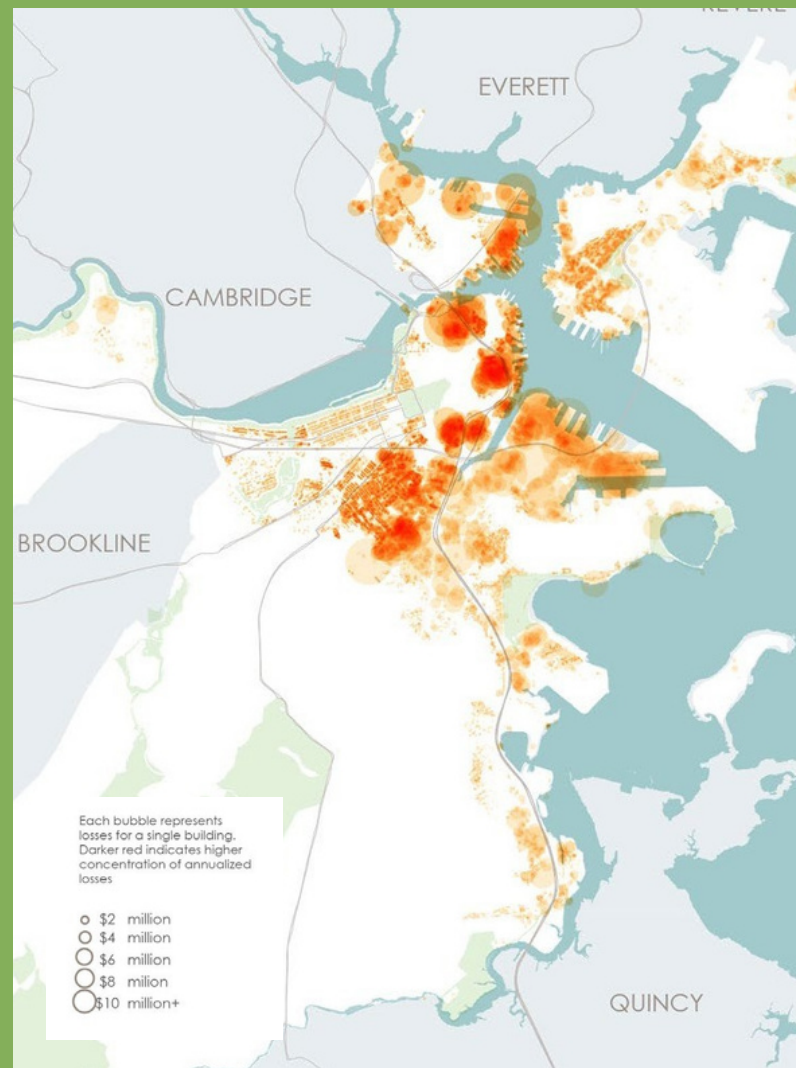 REVERE
EVERETT
CAMBRIDGE
BROOKLINE
Each bubble represents
losses for a single building.
Darker red indicates higher
concentration of annualized
losses
$2 million
$4 million
$6 million
$8 milion
$10 million+
QUINCY